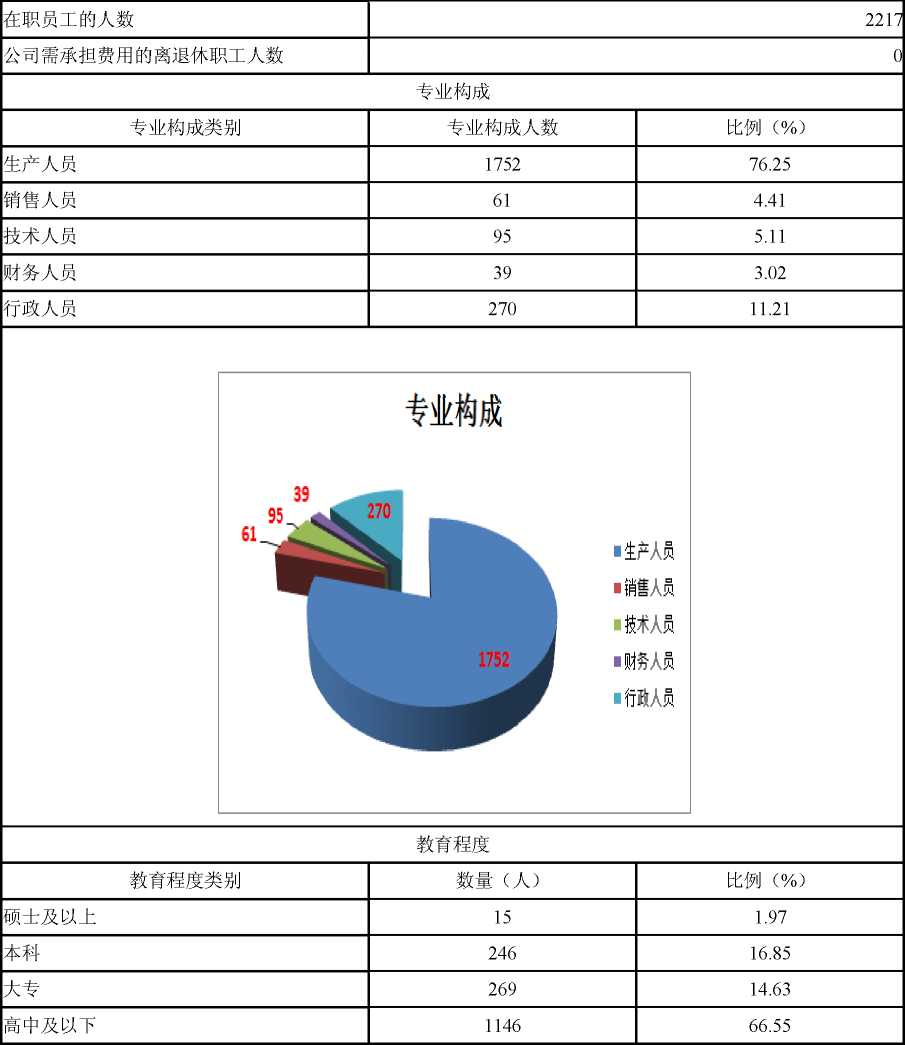 在职员工的人数 2217
公司需承担费用的离退休职工人数 0
专业构成
专业构成类别 专业构成人数 比例（%）
生产人员 1752 76.25
销售人员 61 4.41
技术人员 95 5.11
财务人员 39 3.02
行政人员 270 11.21
专业构成
39
270
95
61
1752
生产人员
销售人员
技术人员
财务人员
行政人员
教育程度
教育程度类别 数量（人） 比例（%）
硕士及以上 15 1.97
本科 246 16.85
大专 269 14.63
高中及以下 1146 66.55